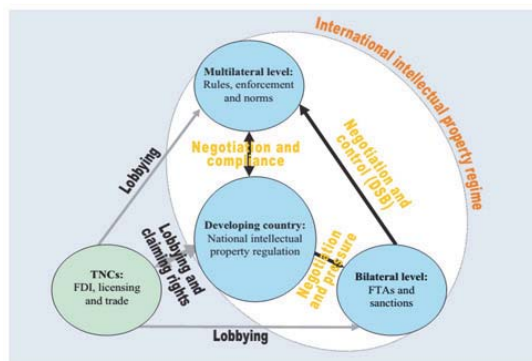 International intellectual property regime
Multilateral level:
Rules, enforcement
and norms
Lobbying
Negotiation and
compliance
Negotiation and
control (DSB)
Developing country:
National intellectual
property regulation
Lobbying and
claiming rights
Negotiation
and pressure
TNCs:
FDI, licensing
and trade
Bilateral level:
FTAs and
sanctions
Lobbying